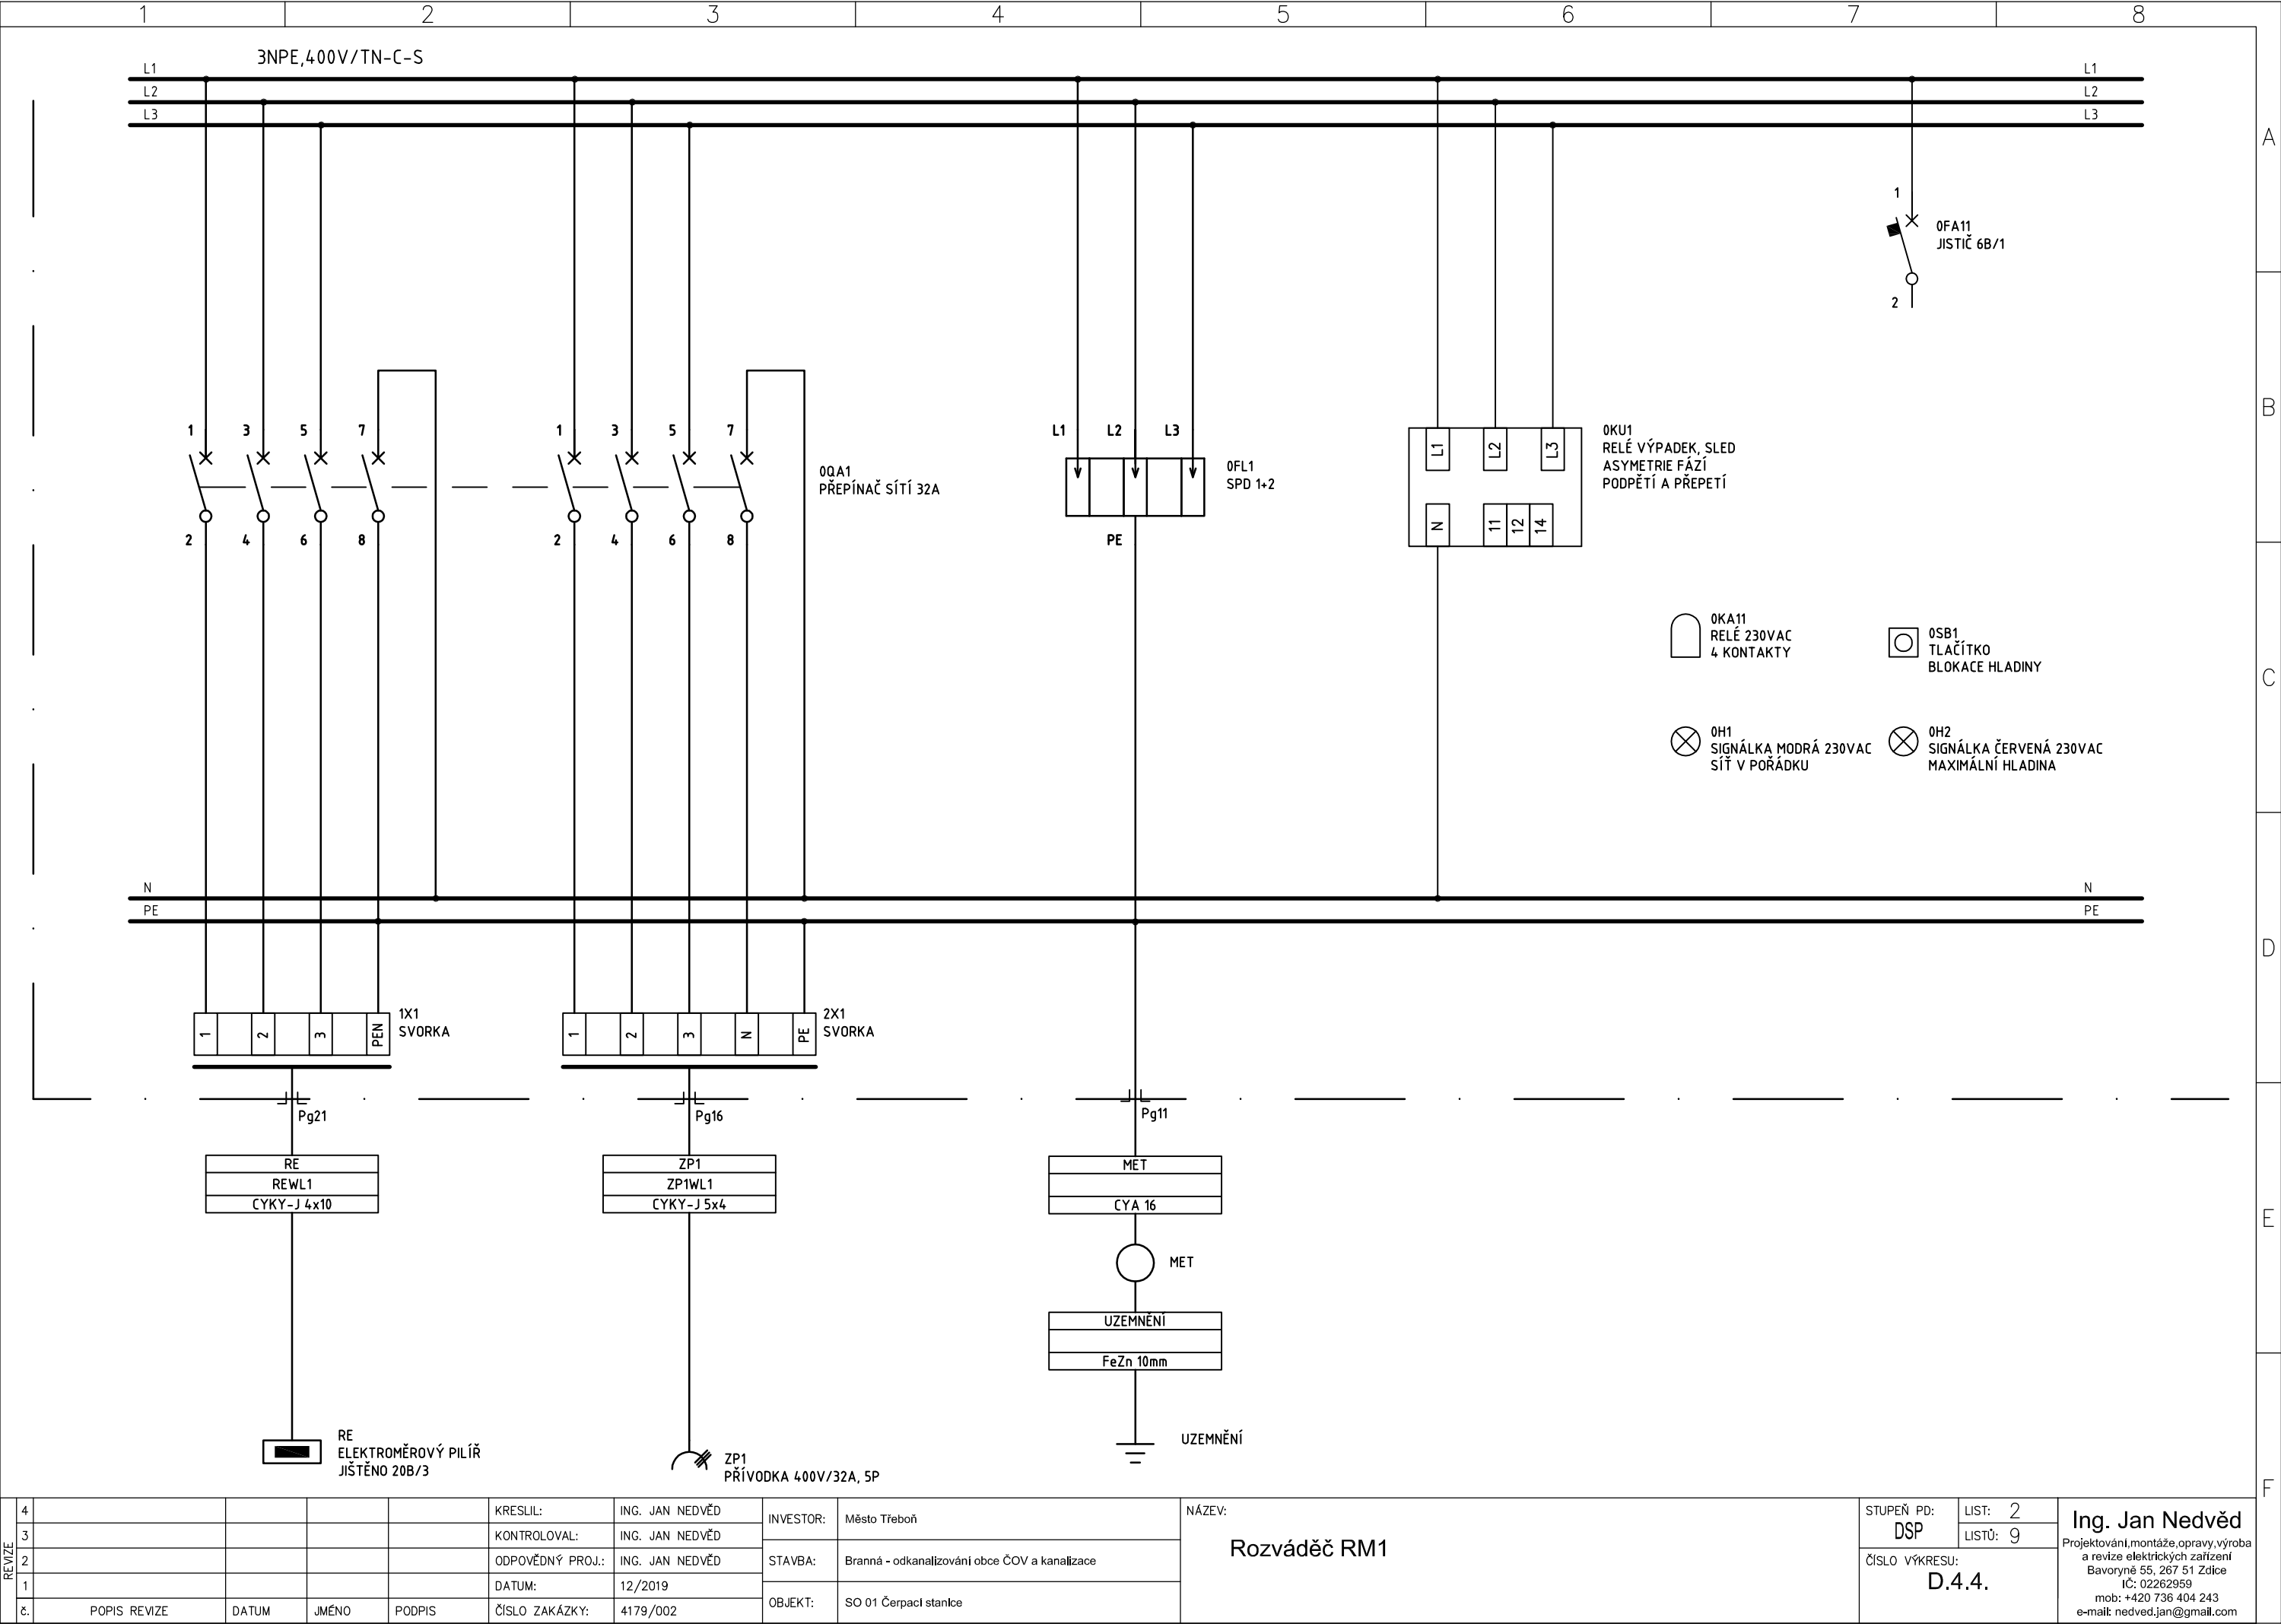 1 2 3 4 5 6 7 8
3NPE,400V/TN-C-S
L1 L1
L2 L2
L3 L3
A
1
0FA11
JISTIČ 6B/1
2
B
1 3 5 7
1 3 5 7
0QA1
PŘEPÍNAČ SÍTÍ 32A
2 4 6 8
2 4 6 8
L1 L2 L3
0FL1
SPD 1+2
PE
L1 L2 L3
N 11 12 14
0KU1
RELÉ VÝPADEK, SLED
ASYMETRIE FÁZÍ
PODPĚTÍ A PŘEPETÍ
0KA11
RELÉ 230VAC
4 KONTAKTY
0SB1
TLAČÍTKO
BLOKACE HLADINY
C
0H1
SIGNÁLKA MODRÁ 230VAC
SÍŤ V POŘÁDKU
0H2
SIGNÁLKA ČERVENÁ 230VAC
MAXIMÁLNÍ HLADINA
N N
PE PE
D
1 2 3 PEN
1X1
SVORKA
1 2 3 N PE
2X1
SVORKA
Pg21
Pg16
Pg11
RE
REWL1
CYKY-J 4x10
ZP1
ZP1WL1
CYKY-J 5x4
MET
CYA 16
E
MET
UZEMNĚNÍ
FeZn 10mm
RE
ELEKTROMĚROVÝ PILÍŘ
JIŠTĚNO 20B/3
ZP1
PŘÍVODKA 400V/32A, 5P
UZEMNĚNÍ
F
REVIZE
4
3
2
1
č. POPIS REVIZE DATUM JMÉNO PODPIS
KRESLIL: ING. JAN NEDVĚD
KONTROLOVAL: ING. JAN NEDVĚD
ODPOVĚDNÝ PROJ.: ING. JAN NEDVĚD
DATUM: 12/2019
ČÍSLO ZAKÁZKY: 4179/002
INVESTOR: Město Třeboň
STAVBA: Branná - odkanalizování obce ČOV a kanalizace
OBJEKT: SO 01 Čerpací stanice
NÁZEV:
Rozváděč RM1
STUPEŇ PD:
DSP
LIST: 2
LISTŮ: 9
ČÍSLO VÝKRESU:
D.4.4.
Ing. Jan Nedvěd
Projektování,montáže,opravy,výroba
a revize elektrických zařízení
Bavoryně 55, 267 51 Zdice
IČ: 02262959
mob: +420 736 404 243
e-mail: nedved.jan@gmail.com